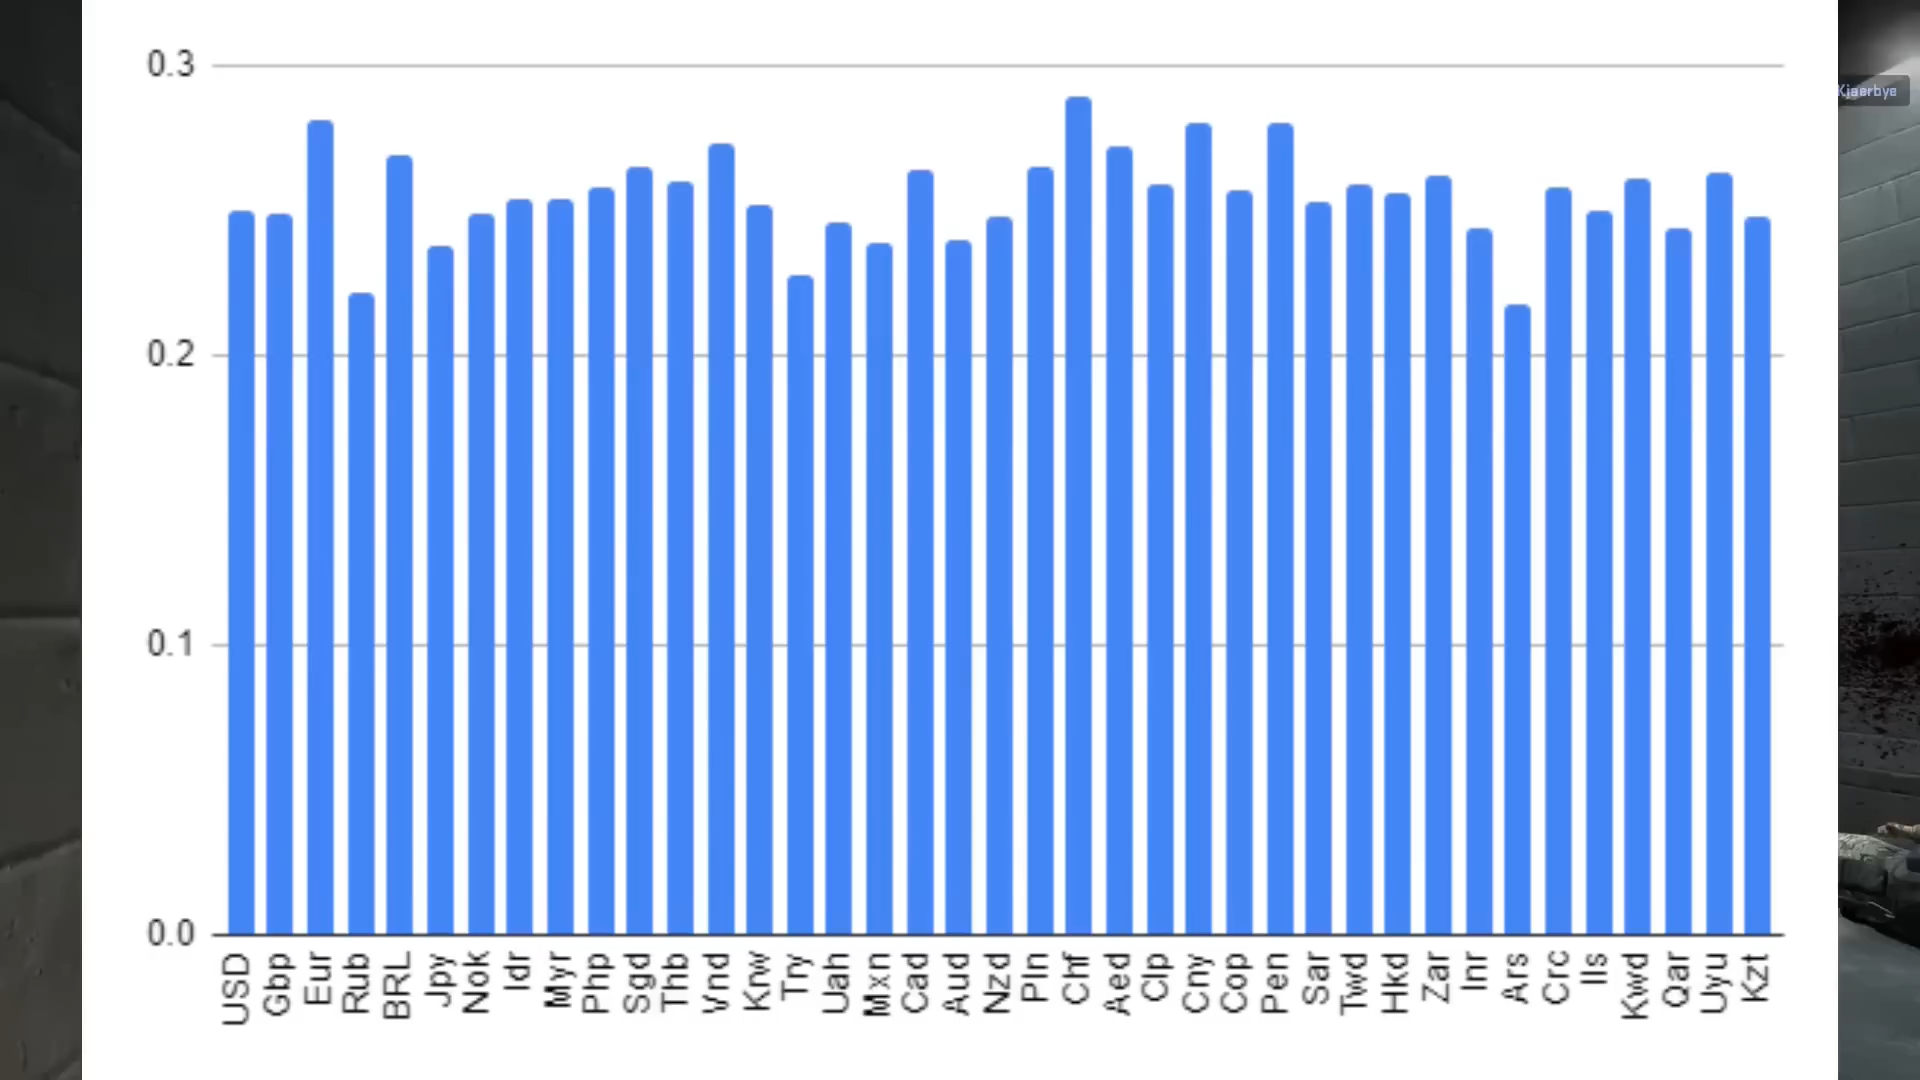 0.3
0.2
0.1
0.0
USD Gbp Eur Rub BRL Jpy Nok Idr Myr Php Sgd Thb Vnd Knw Try Uah Mxn Cad Aud Nzd Pln Chf Aed Clp Cny Cop Pen Sar Twd Hkd Zar Inr Ars Crc Ils Kwd Qar Uyu Kzt
Kjaerbye